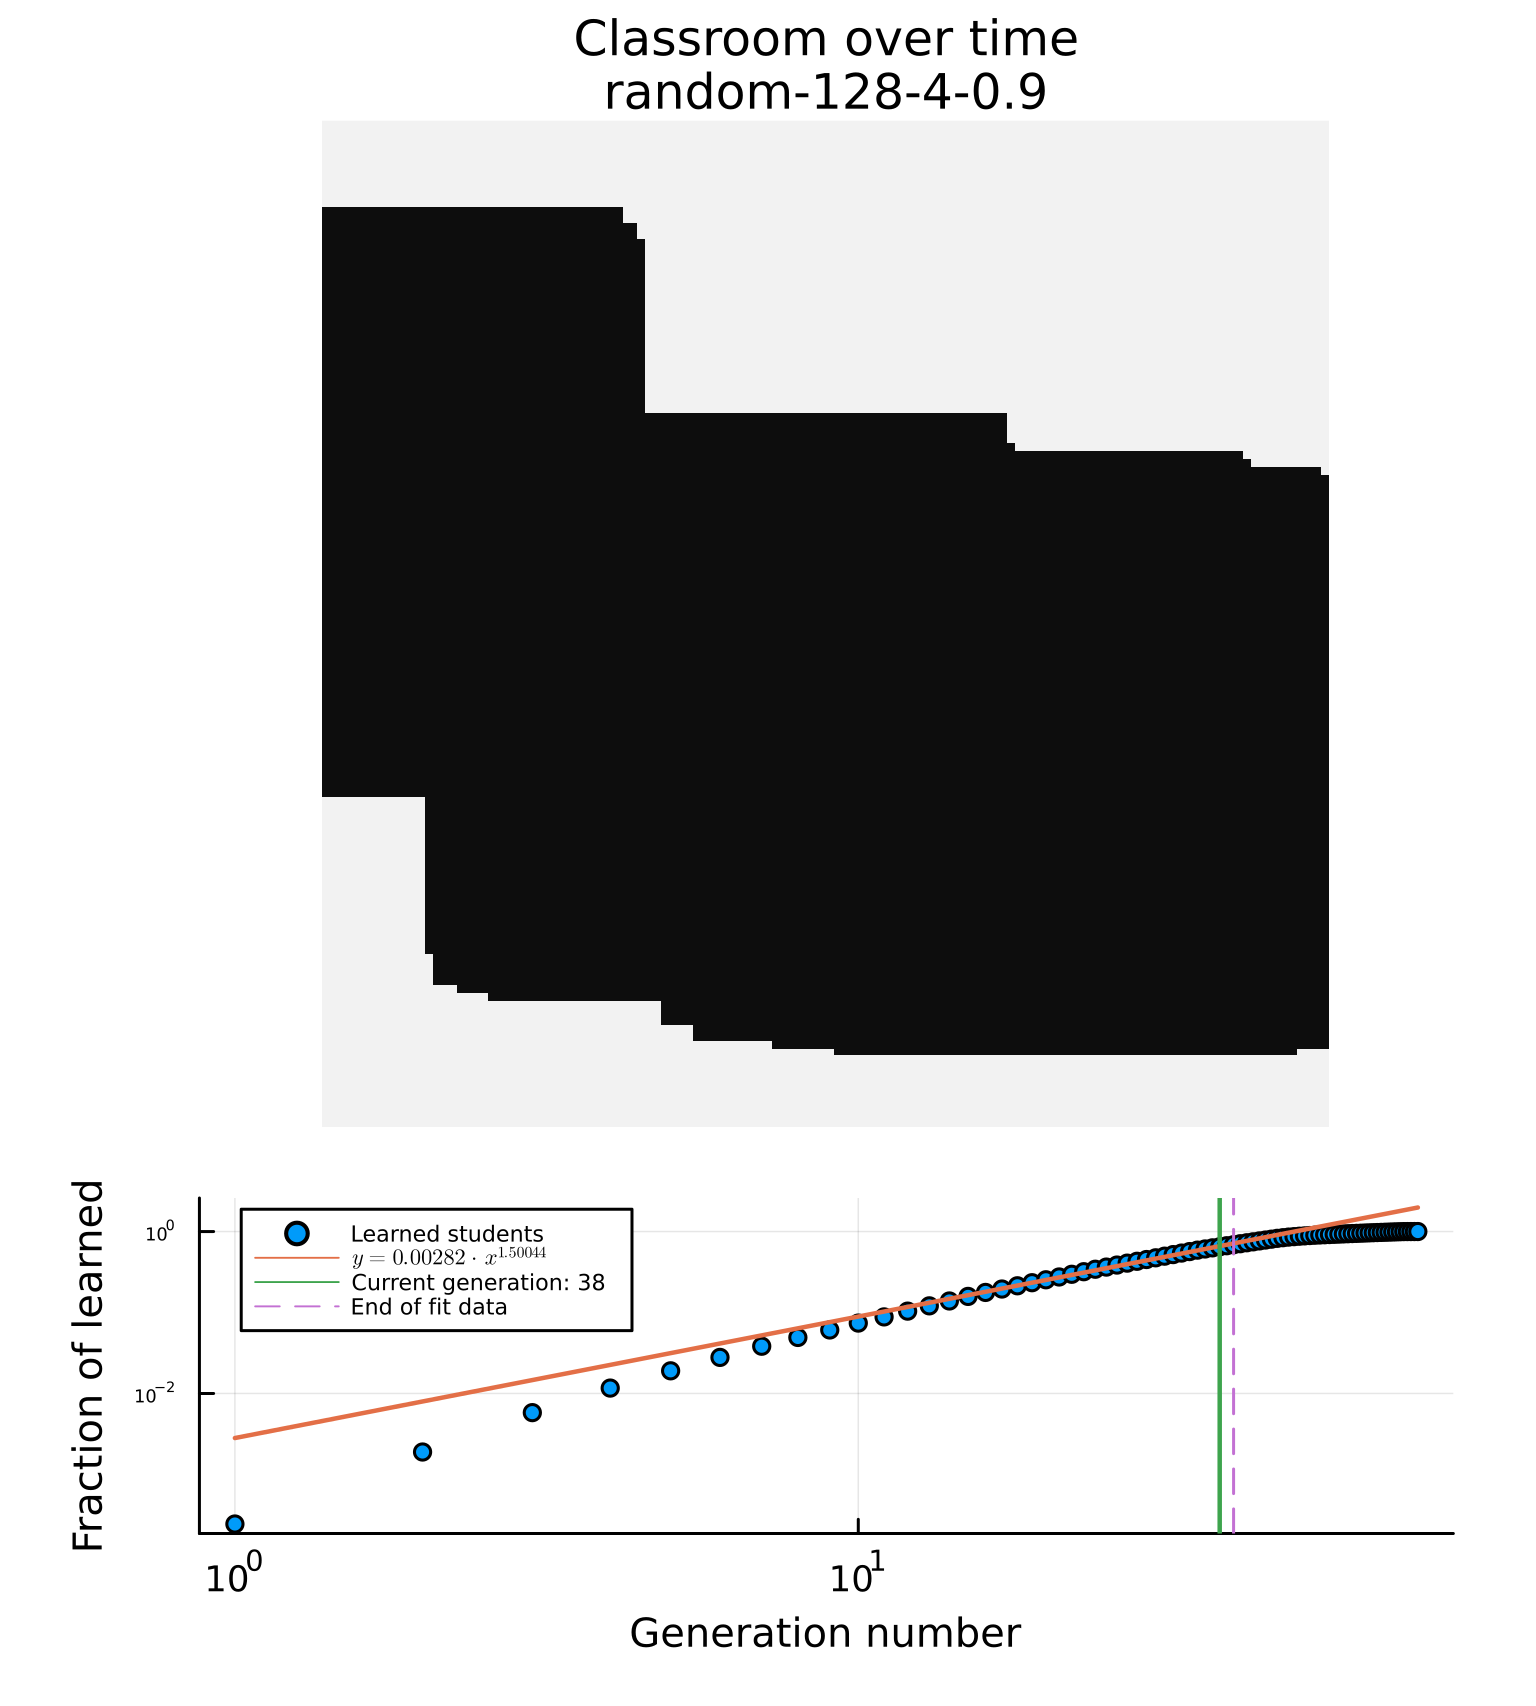 Classroom over time
random-128-4-0.9
Fraction of learned
10^0
10^-2
Learned students
y = 0.00282 · x^1.50044
Current generation: 38
End of fit data
10^0
10^1
Generation number